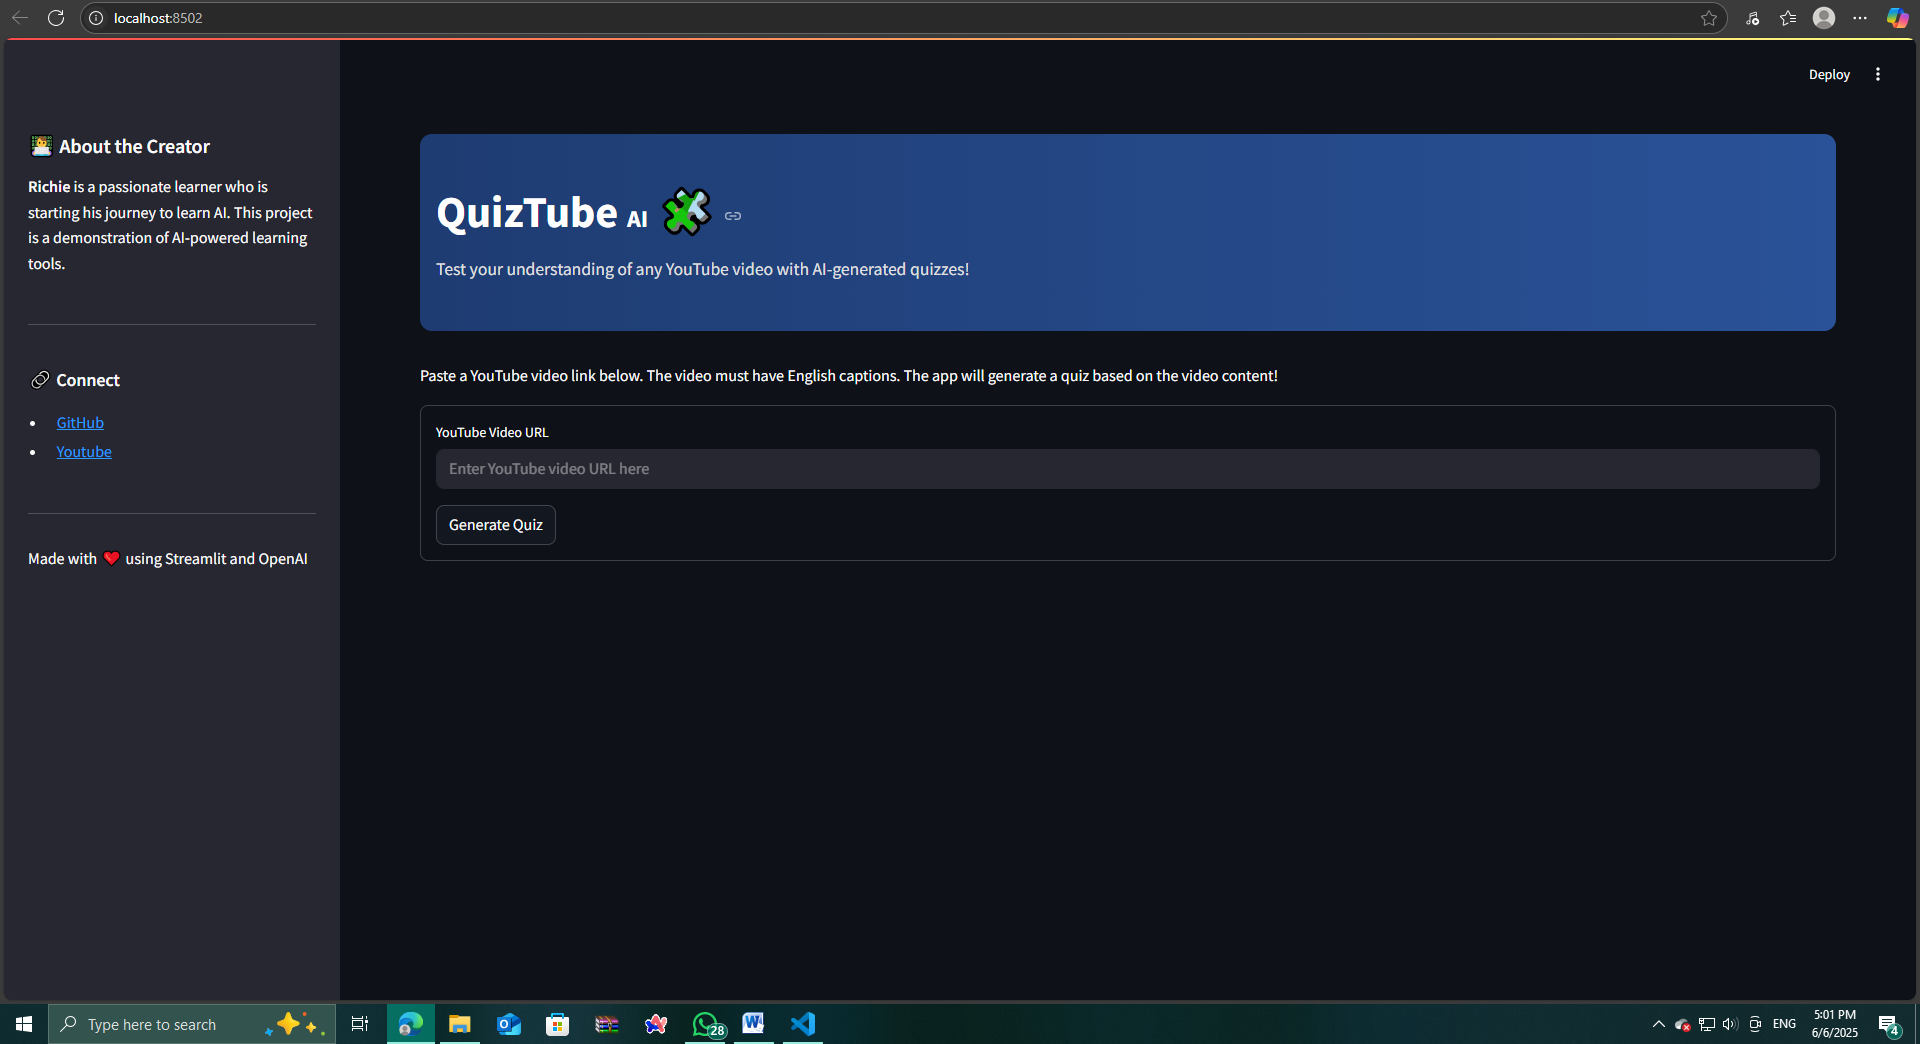 localhost:8502
Deploy
About the Creator
Richie is a passionate learner who is
starting his journey to learn AI. This project
is a demonstration of AI-powered learning
tools.
Connect
GitHub
Youtube
Made with ❤️ using Streamlit and OpenAI
QuizTube AI
Test your understanding of any YouTube video with AI-generated quizzes!
Paste a YouTube video link below. The video must have English captions. The app will generate a quiz based on the video content!
YouTube Video URL
Enter YouTube video URL here
Generate Quiz
Type here to search
28
ENG
5:01 PM
6/6/2025
4